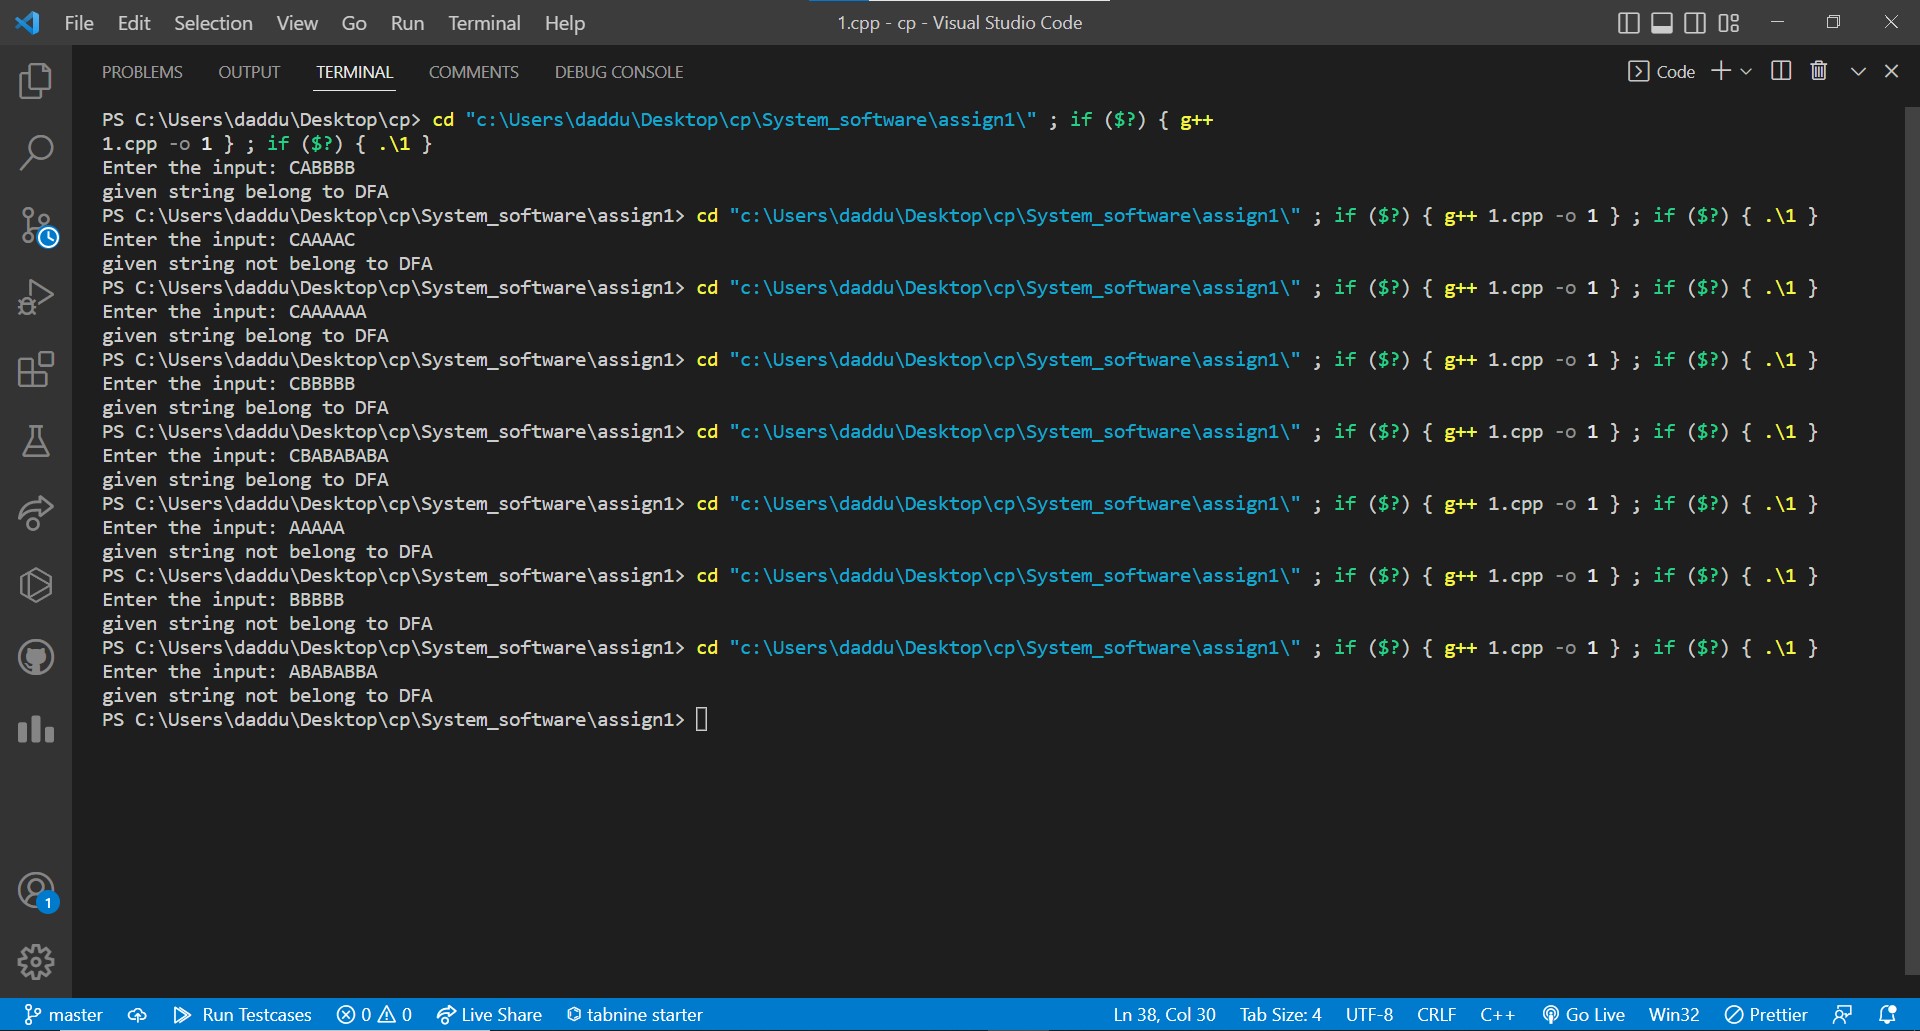 File Edit Selection View Go Run Terminal Help 1.cpp - cp - Visual Studio Code
PROBLEMS OUTPUT TERMINAL COMMENTS DEBUG CONSOLE Code
PS C:\Users\daddu\Desktop\cp> cd "c:\Users\daddu\Desktop\cp\System_software\assign1\" ; if ($?) { g++
1.cpp -o 1 } ; if ($?) { .\1 }
Enter the input: CABBBB
given string belong to DFA
PS C:\Users\daddu\Desktop\cp\System_software\assign1> cd "c:\Users\daddu\Desktop\cp\System_software\assign1\" ; if ($?) { g++ 1.cpp -o 1 } ; if ($?) { .\1 }
Enter the input: CAAAAC
given string not belong to DFA
PS C:\Users\daddu\Desktop\cp\System_software\assign1> cd "c:\Users\daddu\Desktop\cp\System_software\assign1\" ; if ($?) { g++ 1.cpp -o 1 } ; if ($?) { .\1 }
Enter the input: CAAAAAA
given string belong to DFA
PS C:\Users\daddu\Desktop\cp\System_software\assign1> cd "c:\Users\daddu\Desktop\cp\System_software\assign1\" ; if ($?) { g++ 1.cpp -o 1 } ; if ($?) { .\1 }
Enter the input: CBBBBB
given string belong to DFA
PS C:\Users\daddu\Desktop\cp\System_software\assign1> cd "c:\Users\daddu\Desktop\cp\System_software\assign1\" ; if ($?) { g++ 1.cpp -o 1 } ; if ($?) { .\1 }
Enter the input: CBABABABA
given string belong to DFA
PS C:\Users\daddu\Desktop\cp\System_software\assign1> cd "c:\Users\daddu\Desktop\cp\System_software\assign1\" ; if ($?) { g++ 1.cpp -o 1 } ; if ($?) { .\1 }
Enter the input: AAAAA
given string not belong to DFA
PS C:\Users\daddu\Desktop\cp\System_software\assign1> cd "c:\Users\daddu\Desktop\cp\System_software\assign1\" ; if ($?) { g++ 1.cpp -o 1 } ; if ($?) { .\1 }
Enter the input: BBBBB
given string not belong to DFA
PS C:\Users\daddu\Desktop\cp\System_software\assign1> cd "c:\Users\daddu\Desktop\cp\System_software\assign1\" ; if ($?) { g++ 1.cpp -o 1 } ; if ($?) { .\1 }
Enter the input: ABABABBA
given string not belong to DFA
PS C:\Users\daddu\Desktop\cp\System_software\assign1>
1
master Run Testcases 0 0 Live Share tabnine starter Ln 38, Col 30 Tab Size: 4 UTF-8 CRLF C++ Go Live Win32 Prettier